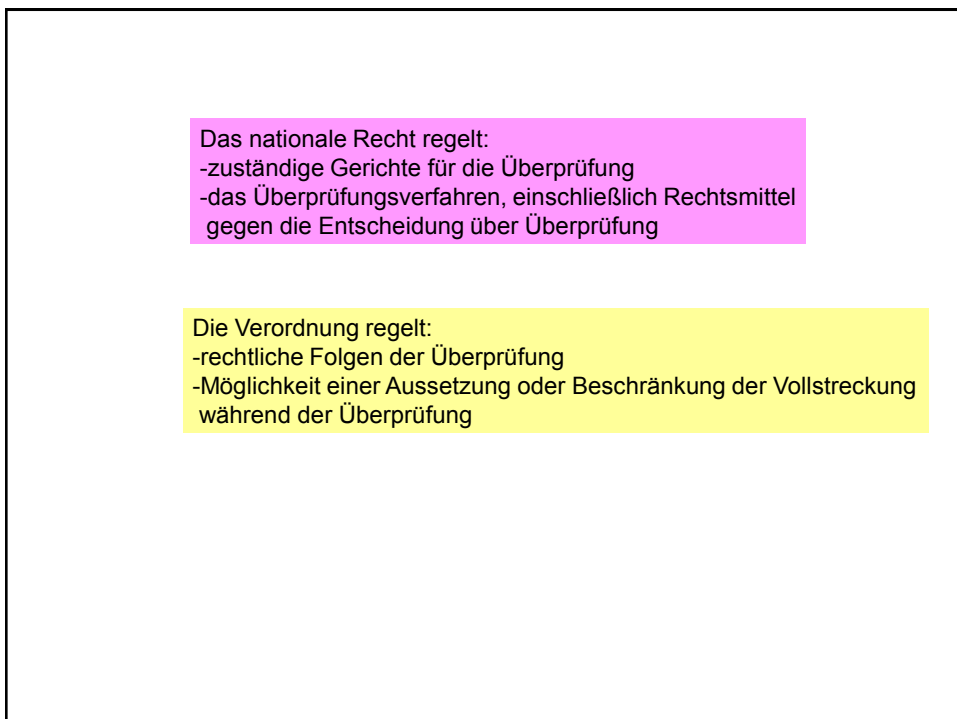 Das nationale Recht regelt:
-zuständige Gerichte für die Überprüfung
-das Überprüfungsverfahren, einschließlich Rechtsmittel
gegen die Entscheidung über Überprüfung
Die Verordnung regelt:
-rechtliche Folgen der Überprüfung
-Möglichkeit einer Aussetzung oder Beschränkung der Vollstreckung
während der Überprüfung